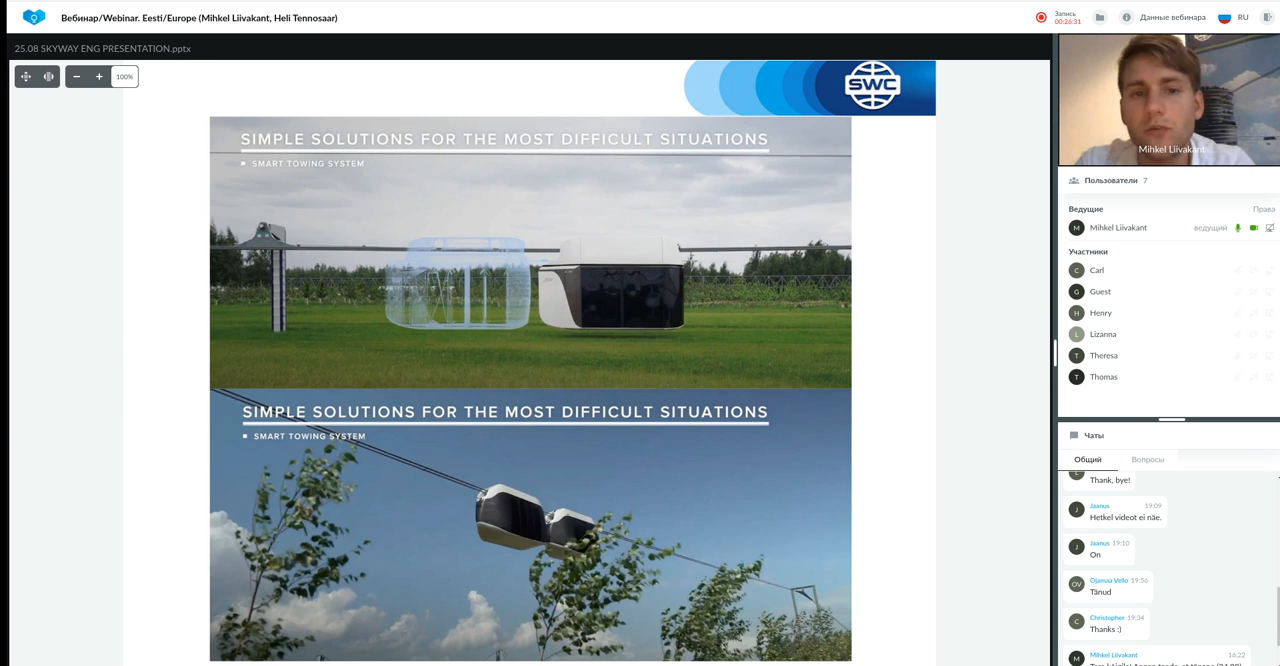 Вебинар/Webinar. Eesti/Europe (Mihkel Liivakant, Heli Tennosaar)
Запись
00:26:31
Данные вебинара
RU
25.08 SKYWAY ENG PRESENTATION.pptx
100%
SWC
SIMPLE SOLUTIONS FOR THE MOST DIFFICULT SITUATIONS
SMART TOWING SYSTEM
SIMPLE SOLUTIONS FOR THE MOST DIFFICULT SITUATIONS
SMART TOWING SYSTEM
Mihkel Liivakant
Пользователи 7
Ведущие Права
M Mihkel Liivakant ведущий
Участники
C Carl
G Guest
H Henry
L Lizanna
T Theresa
T Thomas
Чаты
Общий Вопросы
Thank, bye!
J Jaanus 19:09
Hetkel videot ei näe.
J Jaanus 19:10
On
OV Ojamaa Vello 19:56
Tänud
C Christopher 19:34
Thanks :)
M Mihkel Liivakant 16:22